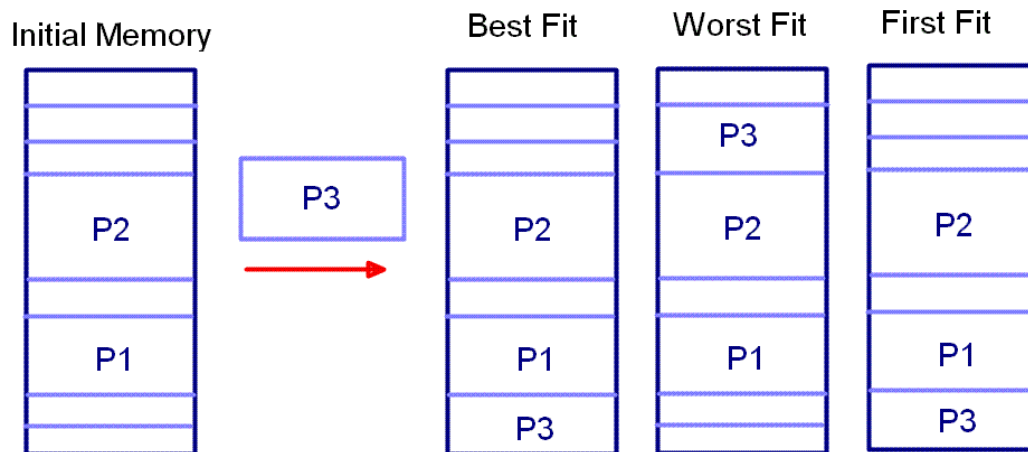 Initial Memory
Best Fit
Worst Fit
First Fit
P2
P1
P3
P2
P1
P3
P3
P2
P1
P2
P1
P3